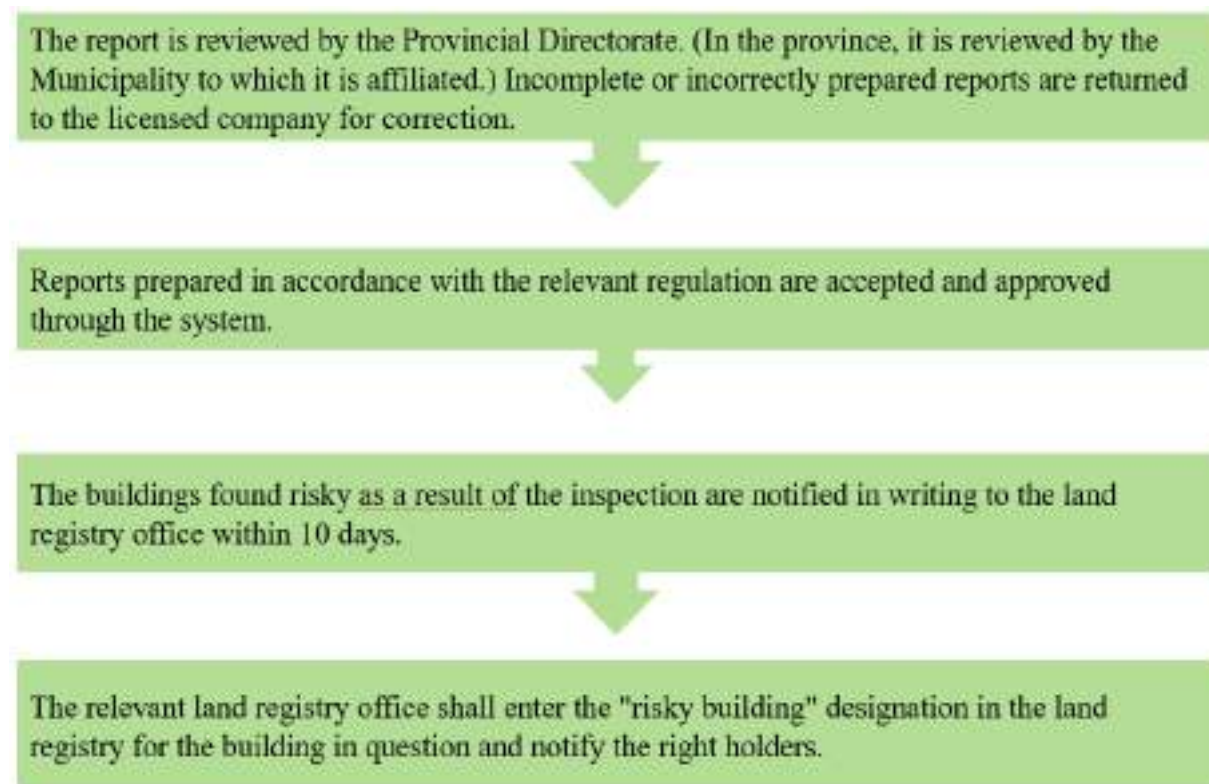 The report is reviewed by the Provincial Directorate. (In the province, it is reviewed by the
Municipality to which it is affiliated.) Incomplete or incorrectly prepared reports are returned
to the licensed company for correction.
Reports prepared in accordance with the relevant regulation are accepted and approved
through the system.
The buildings found risky as a result of the inspection are notified in writing to the land
registry office within 10 days.
The relevant land registry office shall enter the "risky building" designation in the land
registry for the building in question and notify the right holders.